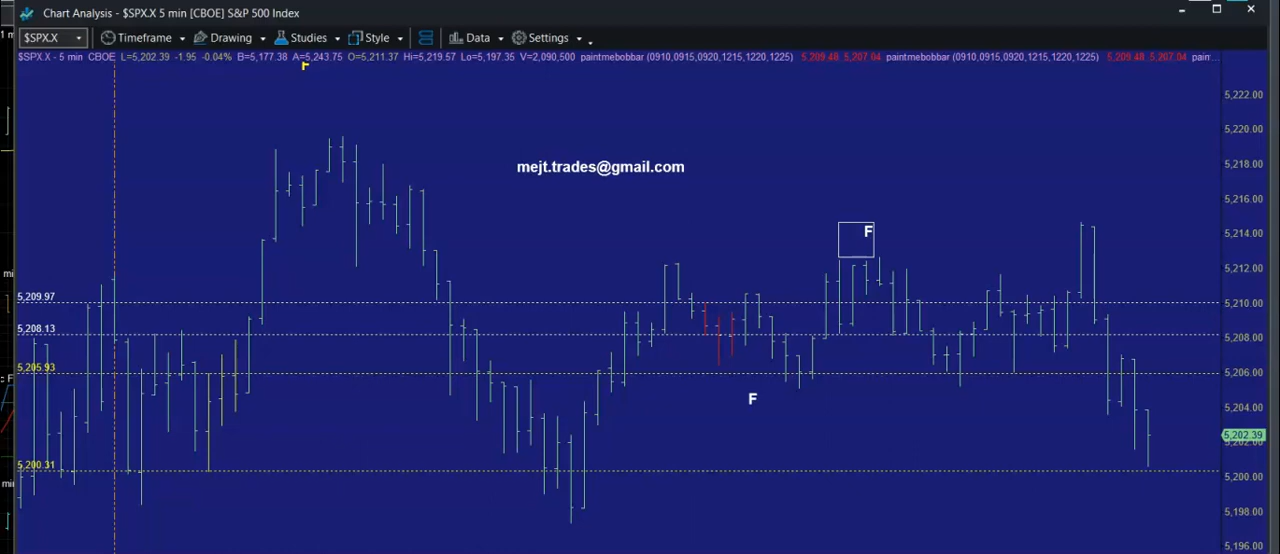 Chart Analysis - $SPX.X 5 min [CBOE] S&P 500 Index
$SPX.X Timeframe Drawing Studies Style Data Settings
$SPX.X - 5 min CBOE L=5,202.39 -1.95 -0.04% B=5,177.38 A=5,243.75 O=5,211.37 Hi=5,219.57 Lo=5,197.35 V=2,090,500 paintmebobbar (0910,0915,0920,1215,1220,1225) 5,209.48 5,207.04 paintmebobbar (0910,0915,0920,1215,1220,1225) 5,209.48 5,207.04 paint...
F
5,222.00
5,220.00
mejt.trades@gmail.com
5,218.00
5,216.00
F
5,214.00
5,212.00
5,209.97
5,210.00
5,208.13
5,208.00
5,205.93
5,206.00
F
5,204.00
5,202.39
5,200.31
5,200.00
5,198.00
5,196.00